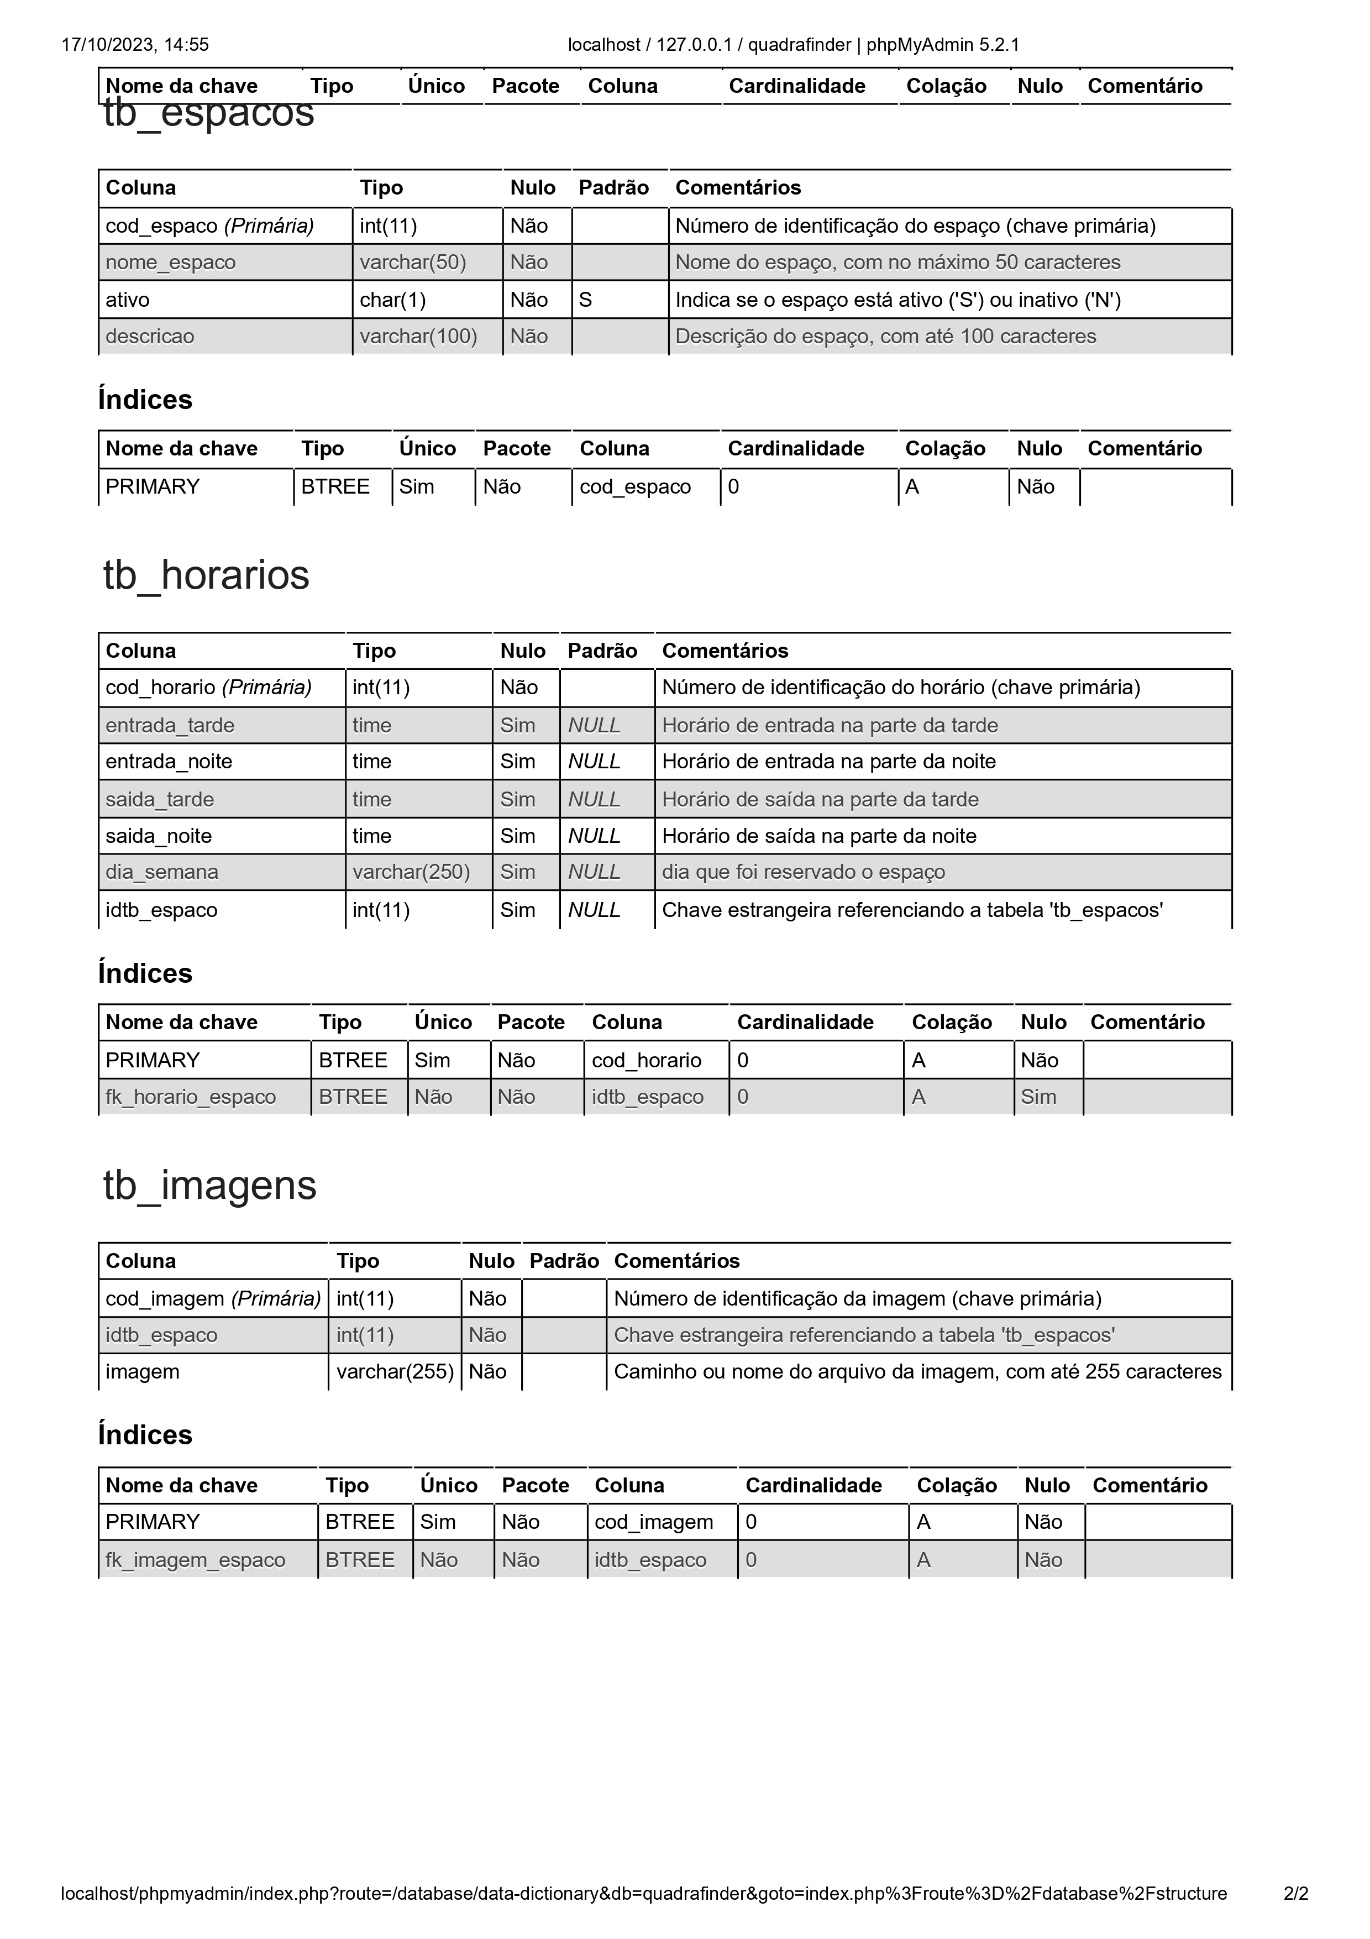 17/10/2023, 14:55 localhost / 127.0.0.1 / quadrafinder | phpMyAdmin 5.2.1
Nome da chave Tipo Único Pacote Coluna Cardinalidade Colação Nulo Comentário
tb_espacos
Coluna Tipo Nulo Padrão Comentários
cod_espaco (Primária) int(11) Não Número de identificação do espaço (chave primária)
nome_espaco varchar(50) Não Nome do espaço, com no máximo 50 caracteres
ativo char(1) Não S Indica se o espaço está ativo ('S') ou inativo ('N')
descricao varchar(100) Não Descrição do espaço, com até 100 caracteres
Índices
Nome da chave Tipo Único Pacote Coluna Cardinalidade Colação Nulo Comentário
PRIMARY BTREE Sim Não cod_espaco 0 A Não
tb_horarios
Coluna Tipo Nulo Padrão Comentários
cod_horario (Primária) int(11) Não Número de identificação do horário (chave primária)
entrada_tarde time Sim NULL Horário de entrada na parte da tarde
entrada_noite time Sim NULL Horário de entrada na parte da noite
saida_tarde time Sim NULL Horário de saída na parte da tarde
saida_noite time Sim NULL Horário de saída na parte da noite
dia_semana varchar(250) Sim NULL dia que foi reservado o espaço
idtb_espaco int(11) Sim NULL Chave estrangeira referenciando a tabela 'tb_espacos'
Índices
Nome da chave Tipo Único Pacote Coluna Cardinalidade Colação Nulo Comentário
PRIMARY BTREE Sim Não cod_horario 0 A Não
fk_horario_espaco BTREE Não Não idtb_espaco 0 A Sim
tb_imagens
Coluna Tipo Nulo Padrão Comentários
cod_imagem (Primária) int(11) Não Número de identificação da imagem (chave primária)
idtb_espaco int(11) Não Chave estrangeira referenciando a tabela 'tb_espacos'
imagem varchar(255) Não Caminho ou nome do arquivo da imagem, com até 255 caracteres
Índices
Nome da chave Tipo Único Pacote Coluna Cardinalidade Colação Nulo Comentário
PRIMARY BTREE Sim Não cod_imagem 0 A Não
fk_imagem_espaco BTREE Não Não idtb_espaco 0 A Não
localhost/phpmyadmin/index.php?route=/database/data-dictionary&db=quadrafinder&goto=index.php%3Froute%3D%2Fdatabase%2Fstructure 2/2